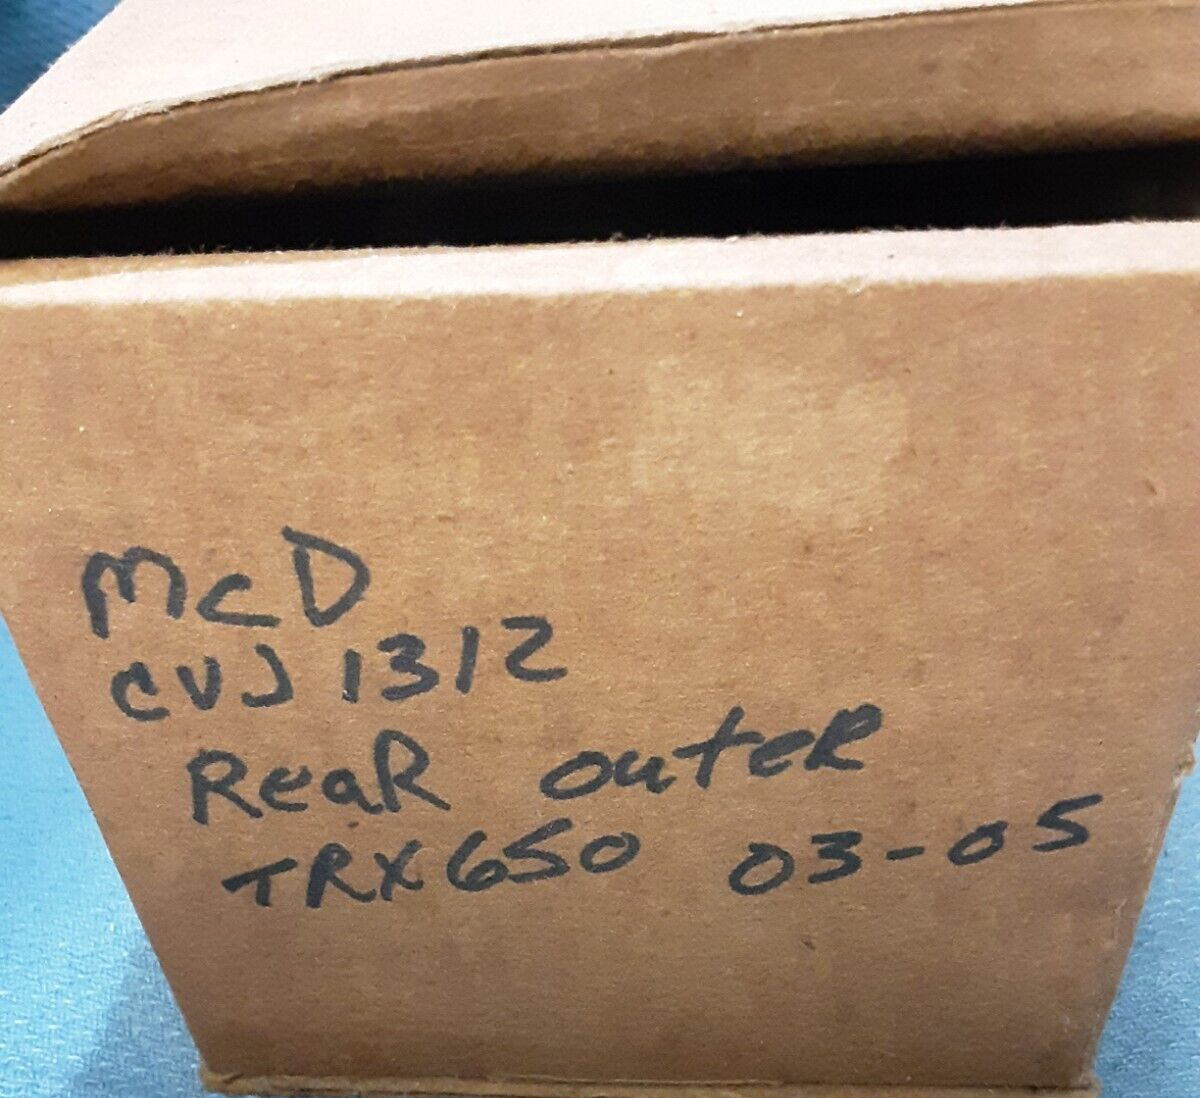 McD
CVJ 1312
ReaR outeR
TRX650 03-05